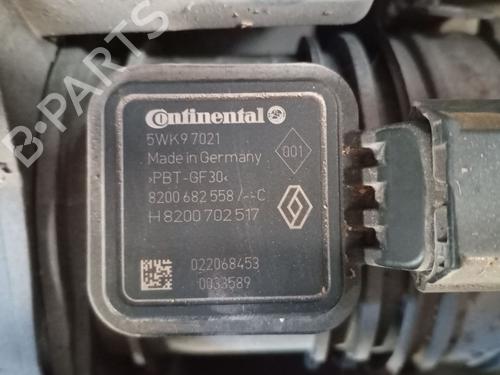 B-PARTS
Continental
5WK9 7021
Made in Germany
001
>PBT-GF30<
8200 682 558 /--C
H 8200 702 517
022068453
0033589